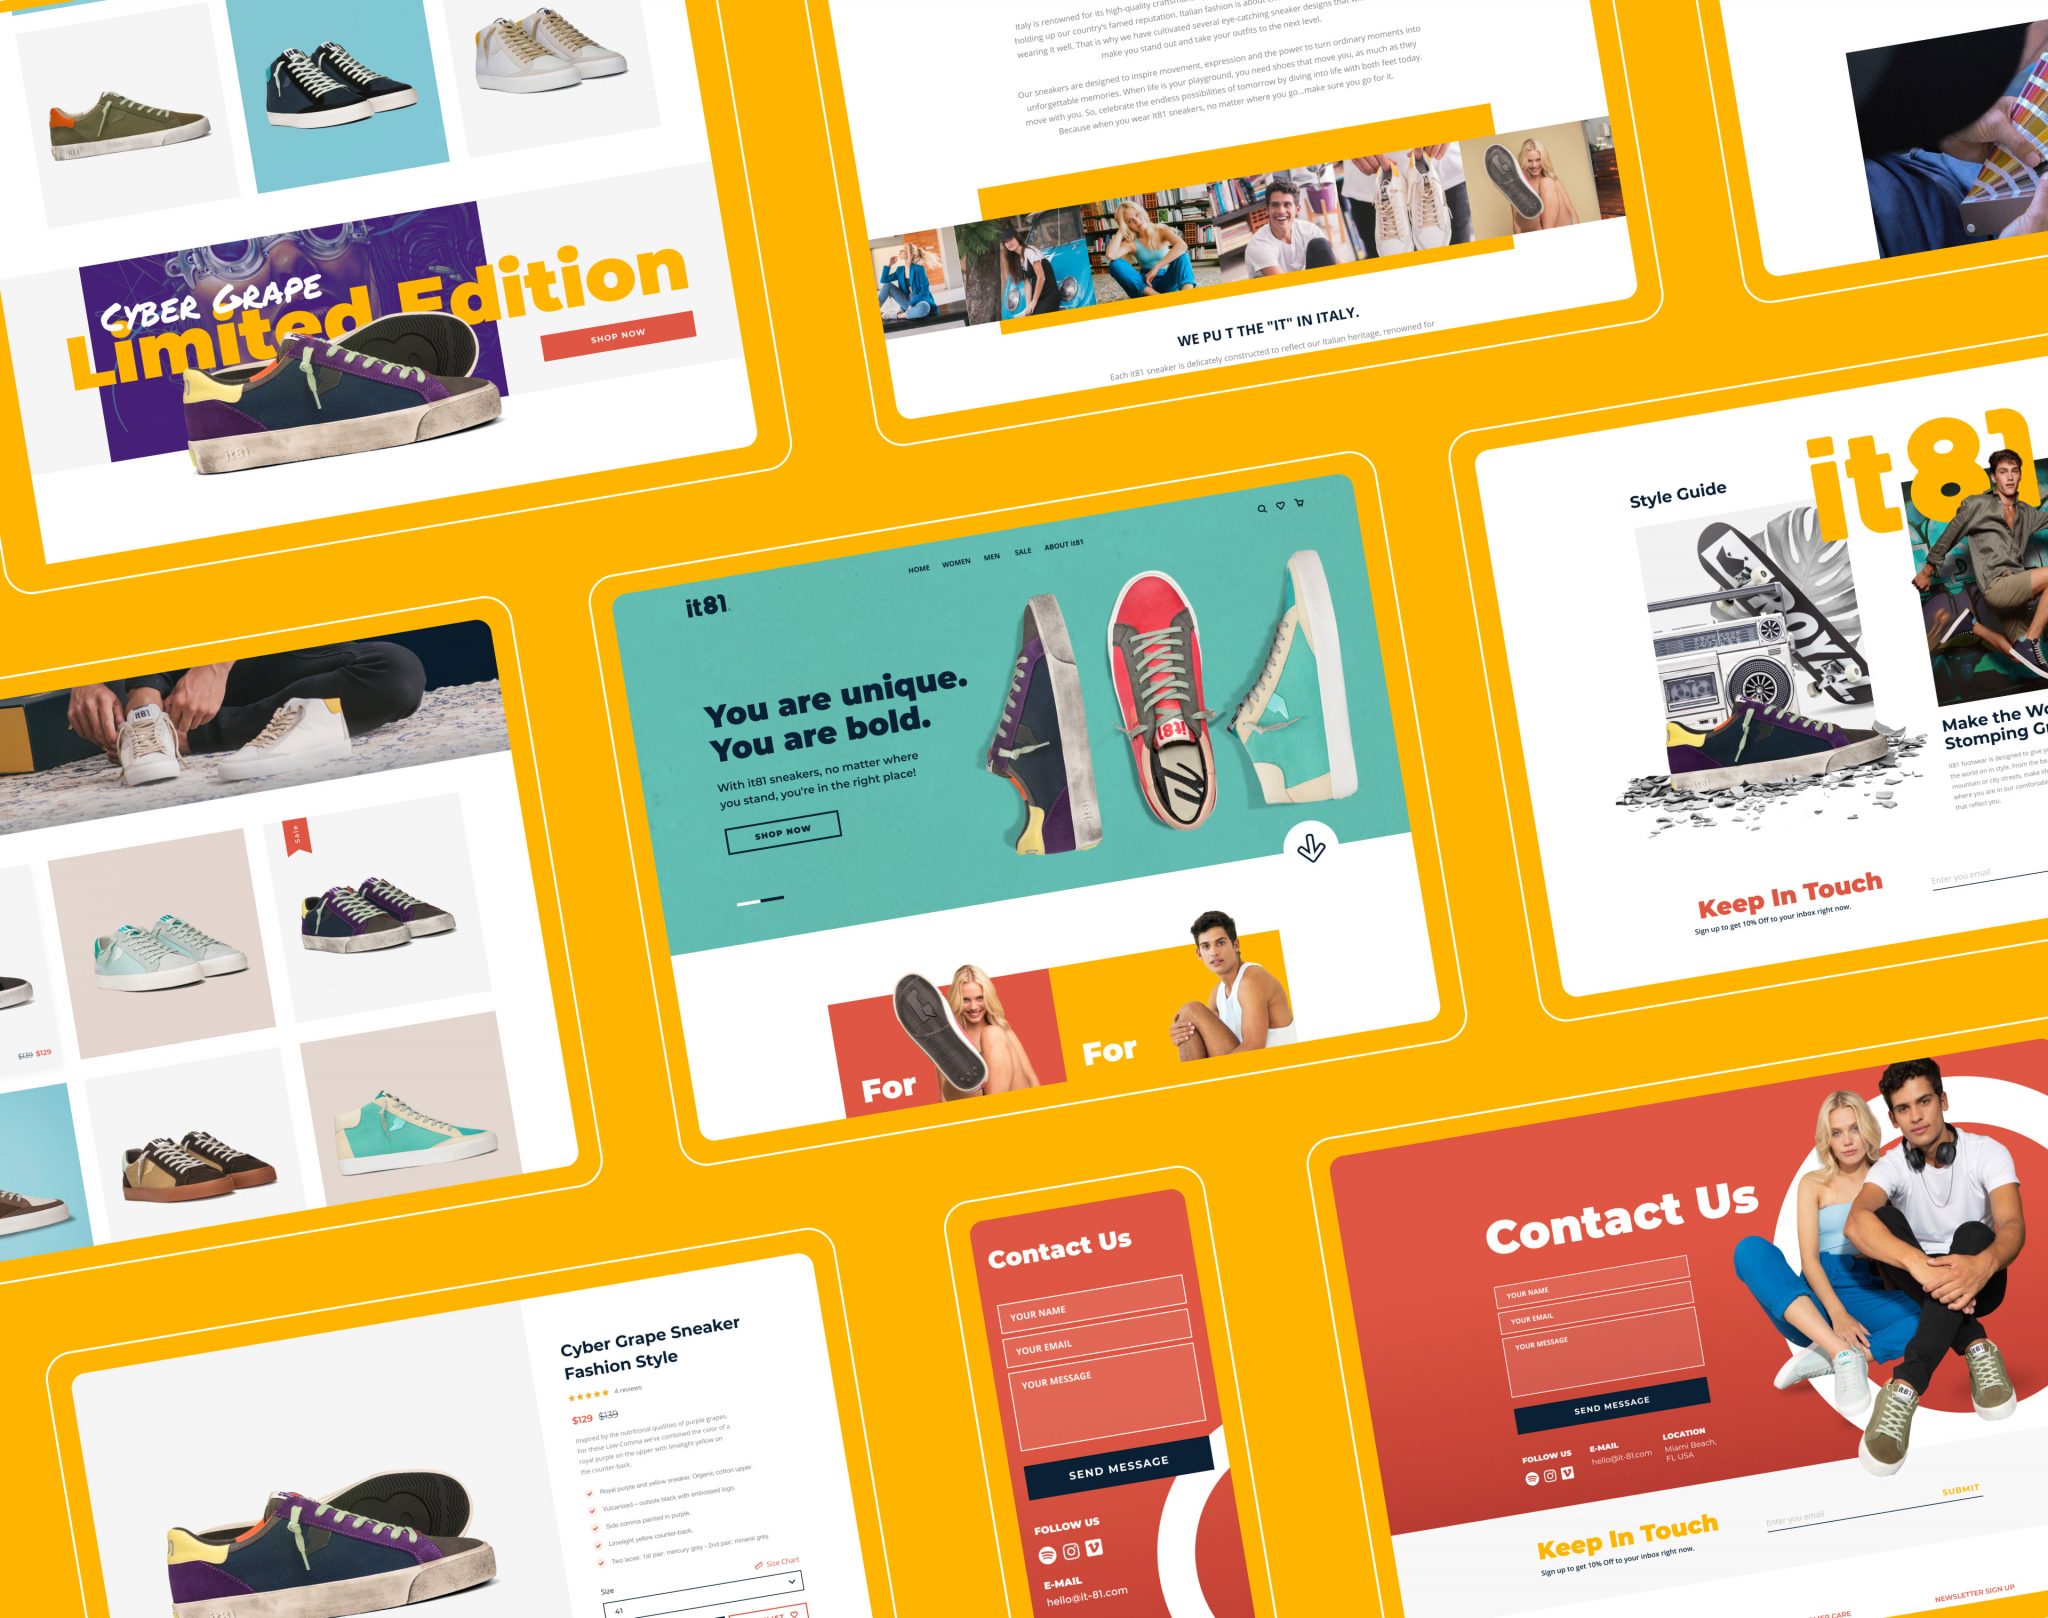 Italy is renowned for its high-quality
holding up our country's famed reputation. Italian fashion is about
wearing it well. That is why we have cultivated several eye-catching sneaker designs that
make you stand out and take your outfits to the next level.
Our sneakers are designed to inspire movement, expression and the power to turn ordinary moments into
unforgettable memories. When life is your playground, you need shoes that move you, as much as they
move with you. So, celebrate the endless possibilities of tomorrow by diving into life with both feet today.
Because when you wear It81 sneakers, no matter where you go...make sure you go for it.
WE PU T THE "IT" IN ITALY.
Each it81 sneaker is delicately constructed to reflect our Italian heritage, renowned for
CYBER GRAPE
Limited Edition
SHOP NOW
it81
Style Guide
it81
Make the Wo
Stomping Gr
it81 footwear is designed to give y
the world on in style. From the be
mountain or city streets, make life
where you are in our comfortabl
that reflect you.
Keep In Touch
Sign up to get 10% Off to your inbox right now.
Enter you email
HOME WOMEN MEN SALE ABOUT it81
it81
You are unique.
You are bold.
With it81 sneakers, no matter where
you stand, you're in the right place!
SHOP NOW
it81
For
For
it81
Sale
$139 $129
Cyber Grape Sneaker
Fashion Style
4 reviews
$129 $139
Inspired by the nutritional qualities of purple grapes.
For these Low-Comma we've combined the color of a
royal purple on the upper with limelight yellow on
the counter-back.
Royal purple and yellow sneaker. Organic cotton upper.
Vulcanized – outsole black with embossed logo.
Side comma painted in purple.
Limelight yellow counter-back.
Two laces: 1st pair: mercury grey - 2nd pair: mineral grey.
Size Chart
Size
41
Contact Us
YOUR NAME
YOUR EMAIL
YOUR MESSAGE
SEND MESSAGE
FOLLOW US
E-MAIL
hello@it-81.com
Contact Us
YOUR NAME
YOUR EMAIL
YOUR MESSAGE
SEND MESSAGE
FOLLOW US
E-MAIL
hello@it-81.com
LOCATION
Miami Beach,
FL USA
Keep In Touch
Sign up to get 10% Off to your inbox right now.
Enter you email
SUBMIT
NEWSLETTER SIGN UP